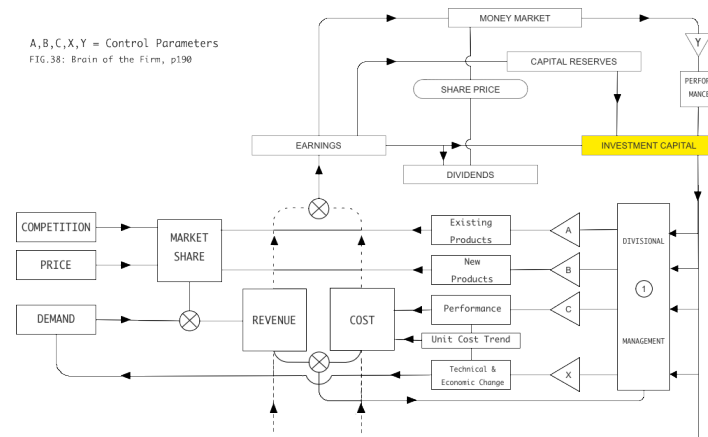 MONEY MARKET
A,B,C,X,Y = Control Parameters
FIG.38: Brain of the Firm, p190
Y
CAPITAL RESERVES
PERFOR
MANCE
SHARE PRICE
EARNINGS
INVESTMENT CAPITAL
DIVIDENDS
COMPETITION
MARKET
SHARE
Existing
Products
A
DIVISIONAL
PRICE
New
Products
B
1
DEMAND
REVENUE
COST
Performance
C
Unit Cost Trend
MANAGEMENT
Technical &
Economic Change
X